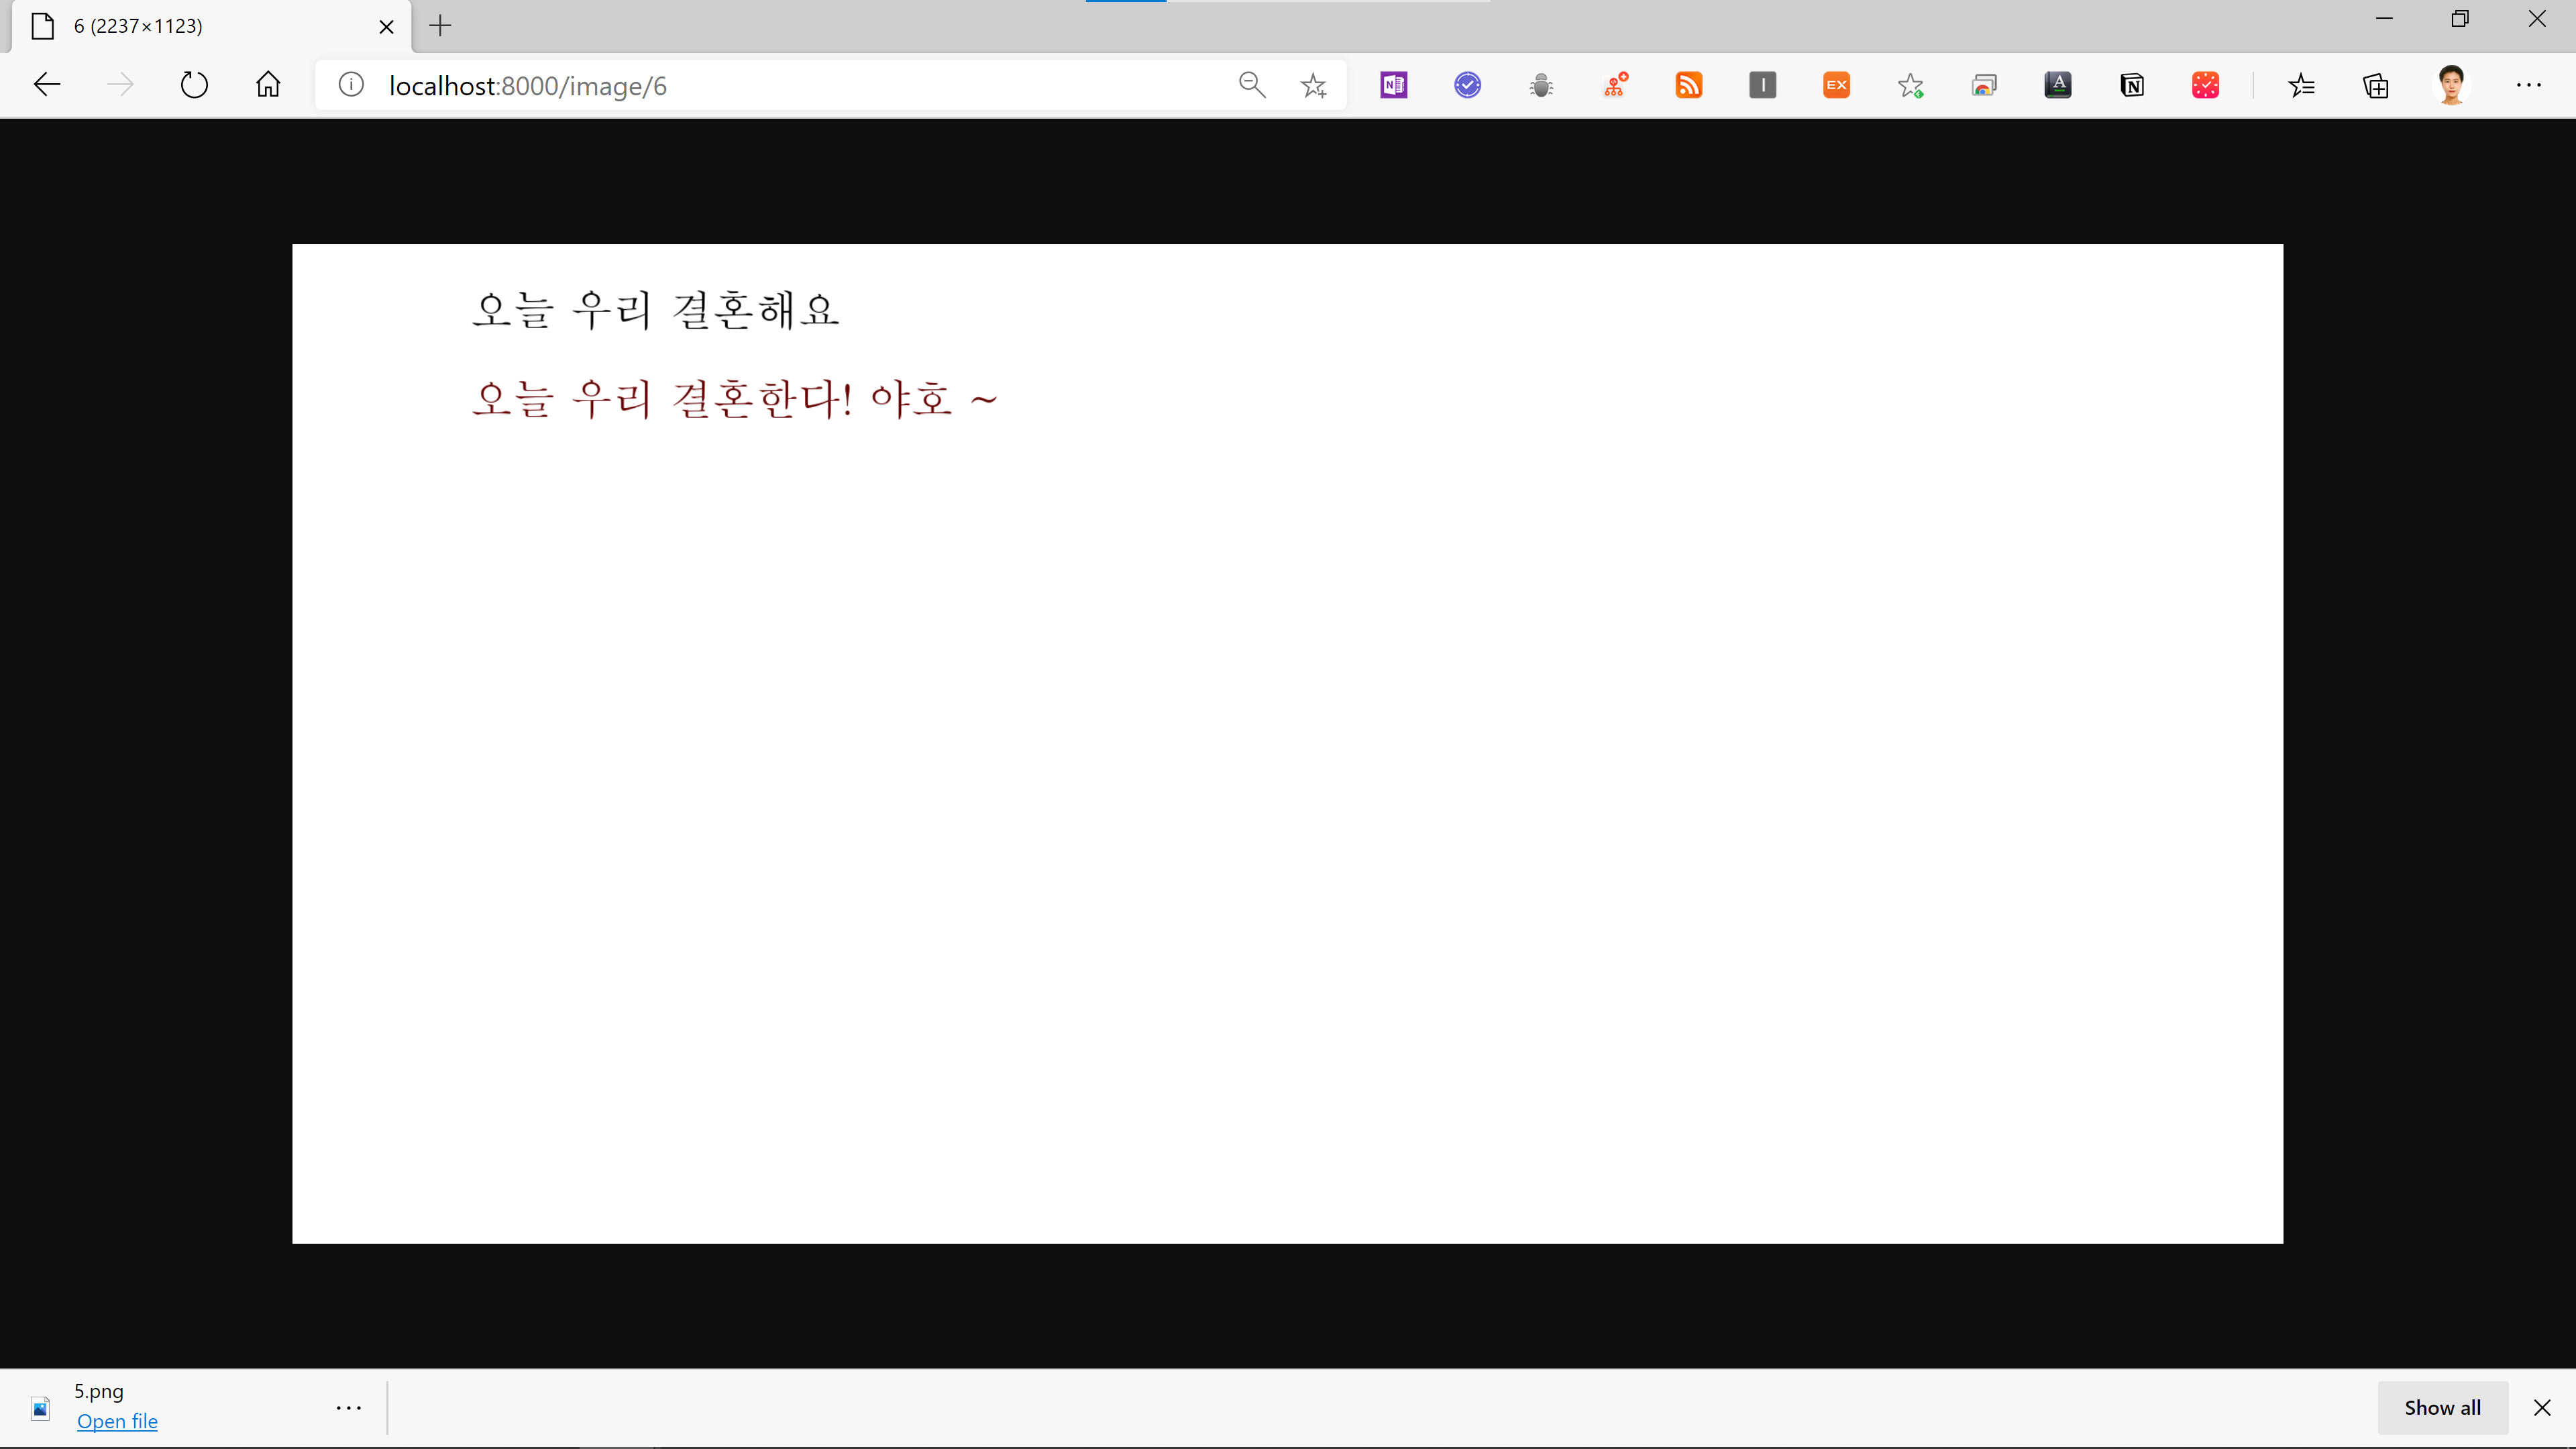 6 (2237×1123)
localhost:8000/image/6
N
I
EX
A
N
오늘 우리 결혼해요
오늘 우리 결혼한다! 야호 ~
5.png
Open file
Show all